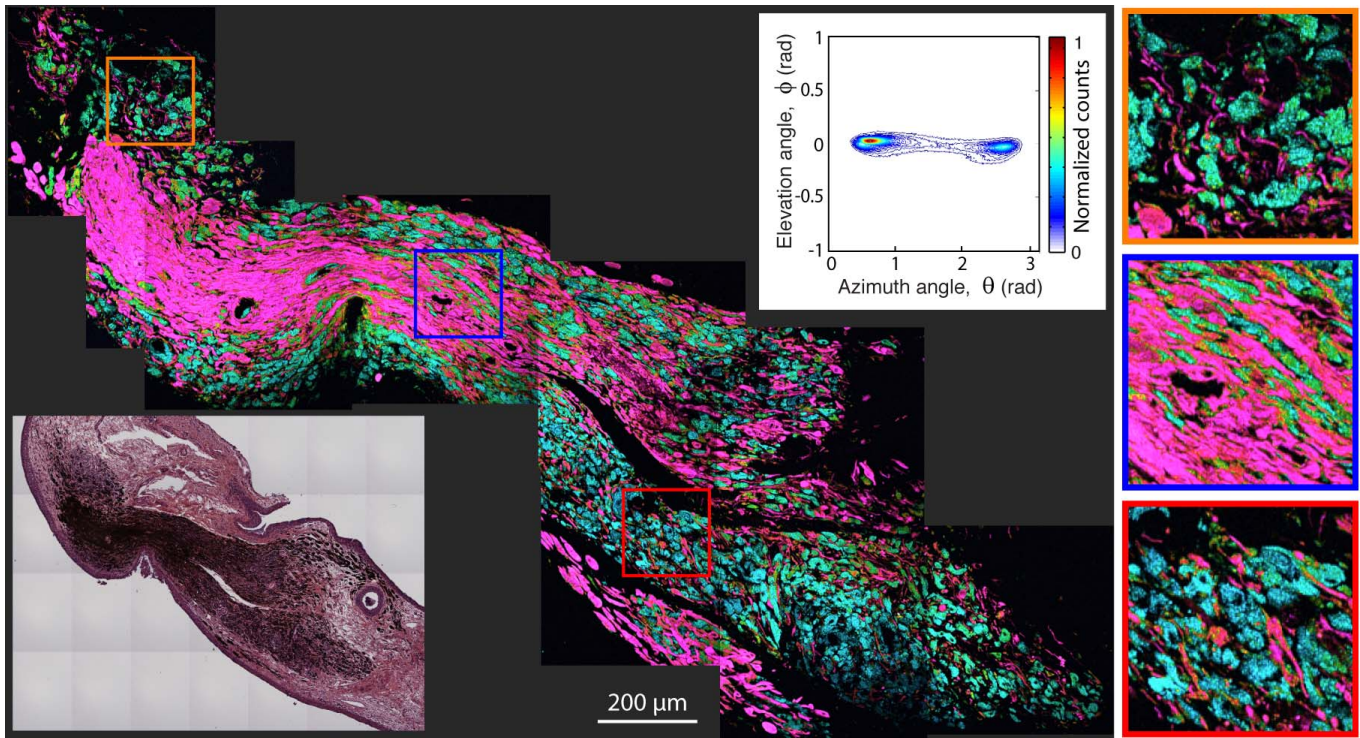 1
0.5
0
-0.5
-1
Elevation angle, ϕ (rad)
0 1 2 3
Azimuth angle, θ (rad)
1
0
Normalized counts
200 µm